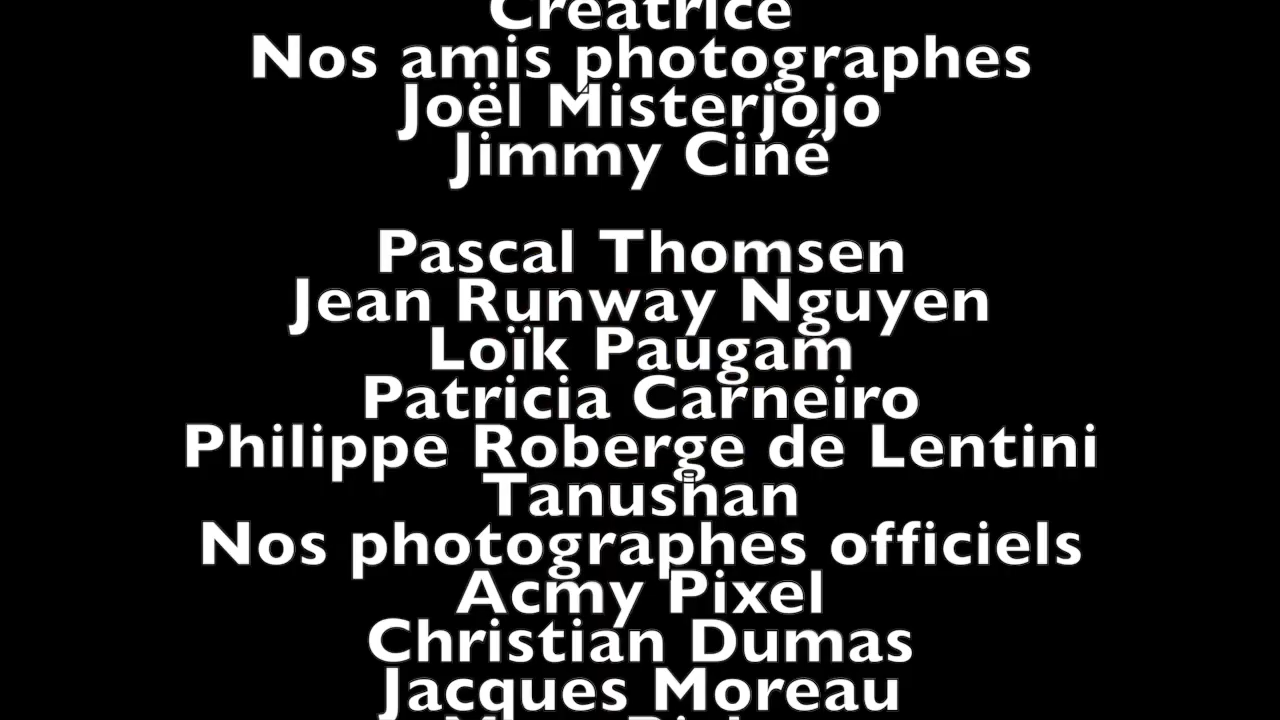 Créatrice
Nos amis photographes
Joël Misterjojo
Jimmy Ciné
Pascal Thomsen
Jean Runway Nguyen
Loïk Paugam
Patricia Carneiro
Philippe Roberge de Lentini
Tanushan
Nos photographes officiels
Acmy Pixel
Christian Dumas
Jacques Moreau